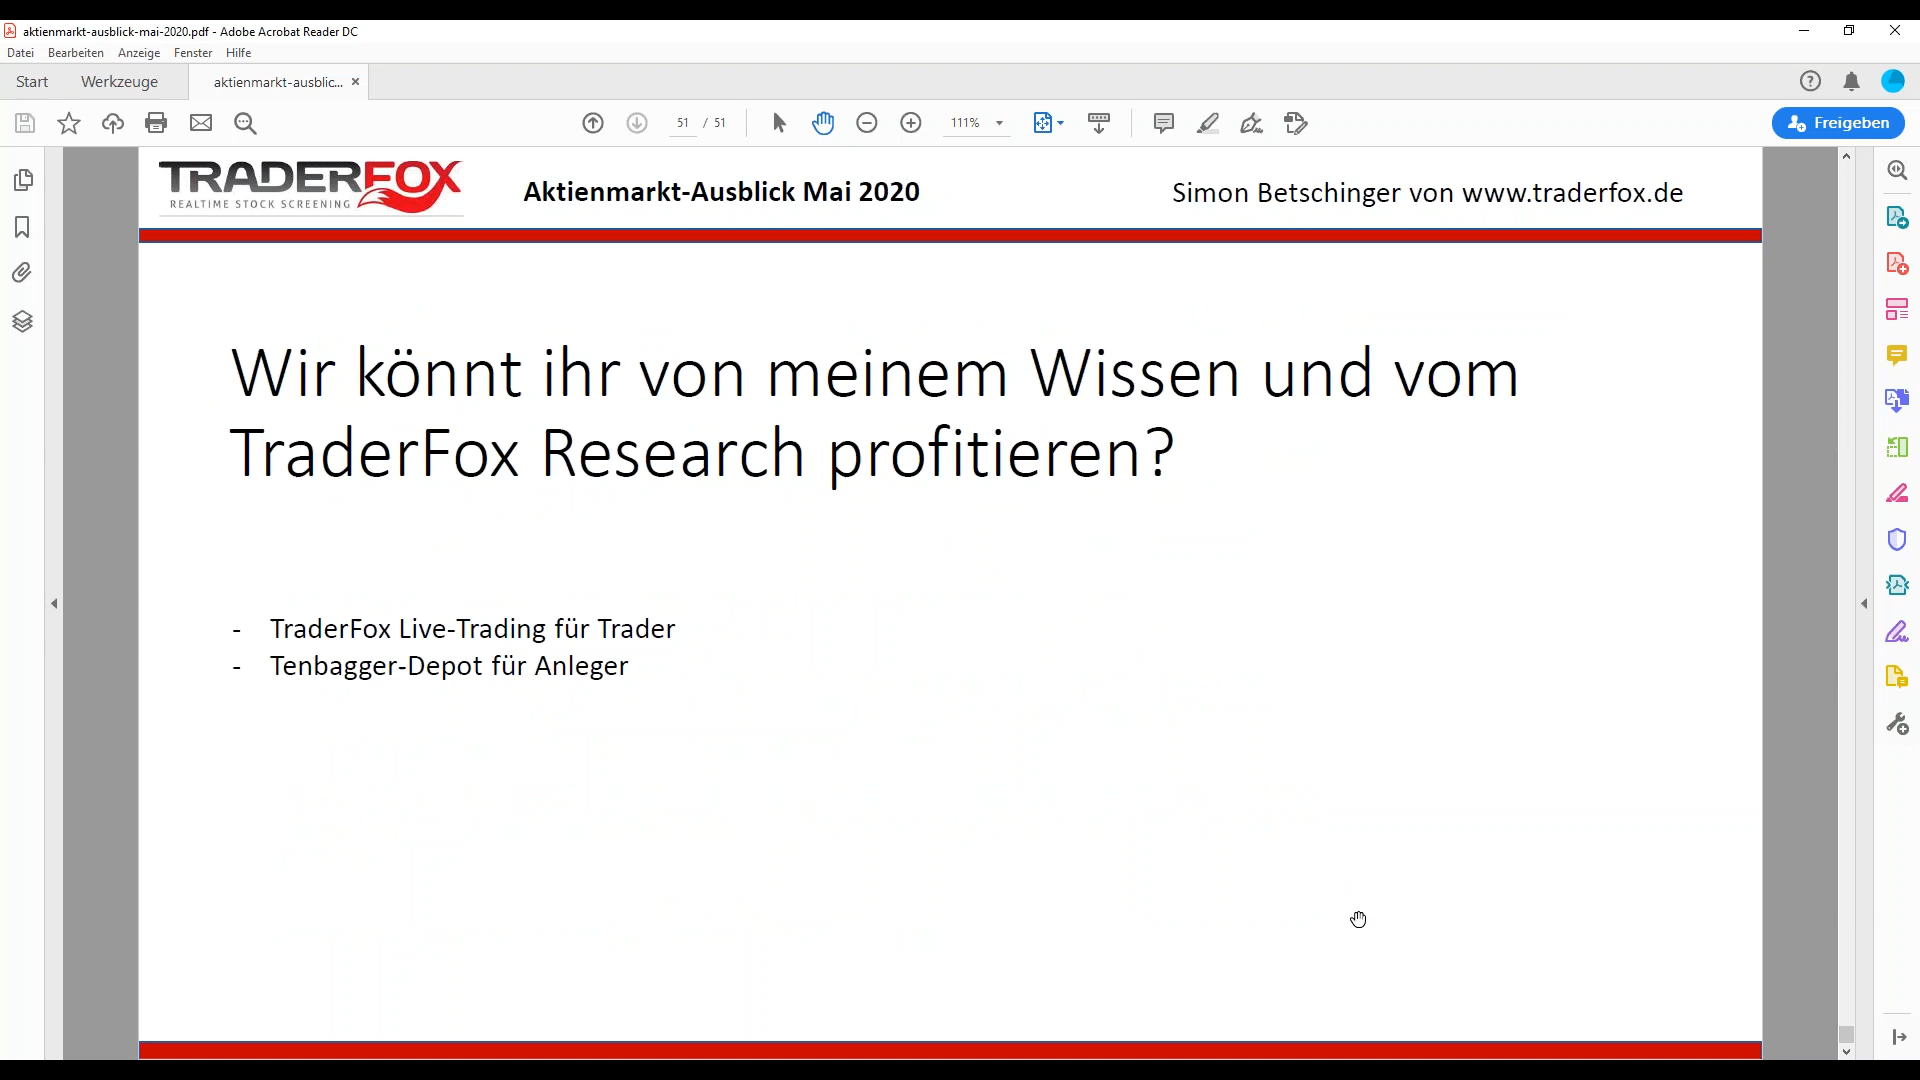 aktienmarkt-ausblick-mai-2020.pdf - Adobe Acrobat Reader DC
Datei Bearbeiten Anzeige Fenster Hilfe
Start Werkzeuge aktienmarkt-ausblic... ×
51 / 51 111% Freigeben
TRADERFOX
REALTIME STOCK SCREENING
Aktienmarkt-Ausblick Mai 2020 Simon Betschinger von www.traderfox.de
Wir könnt ihr von meinem Wissen und vom
TraderFox Research profitieren?
- TraderFox Live-Trading für Trader
- Tenbagger-Depot für Anleger